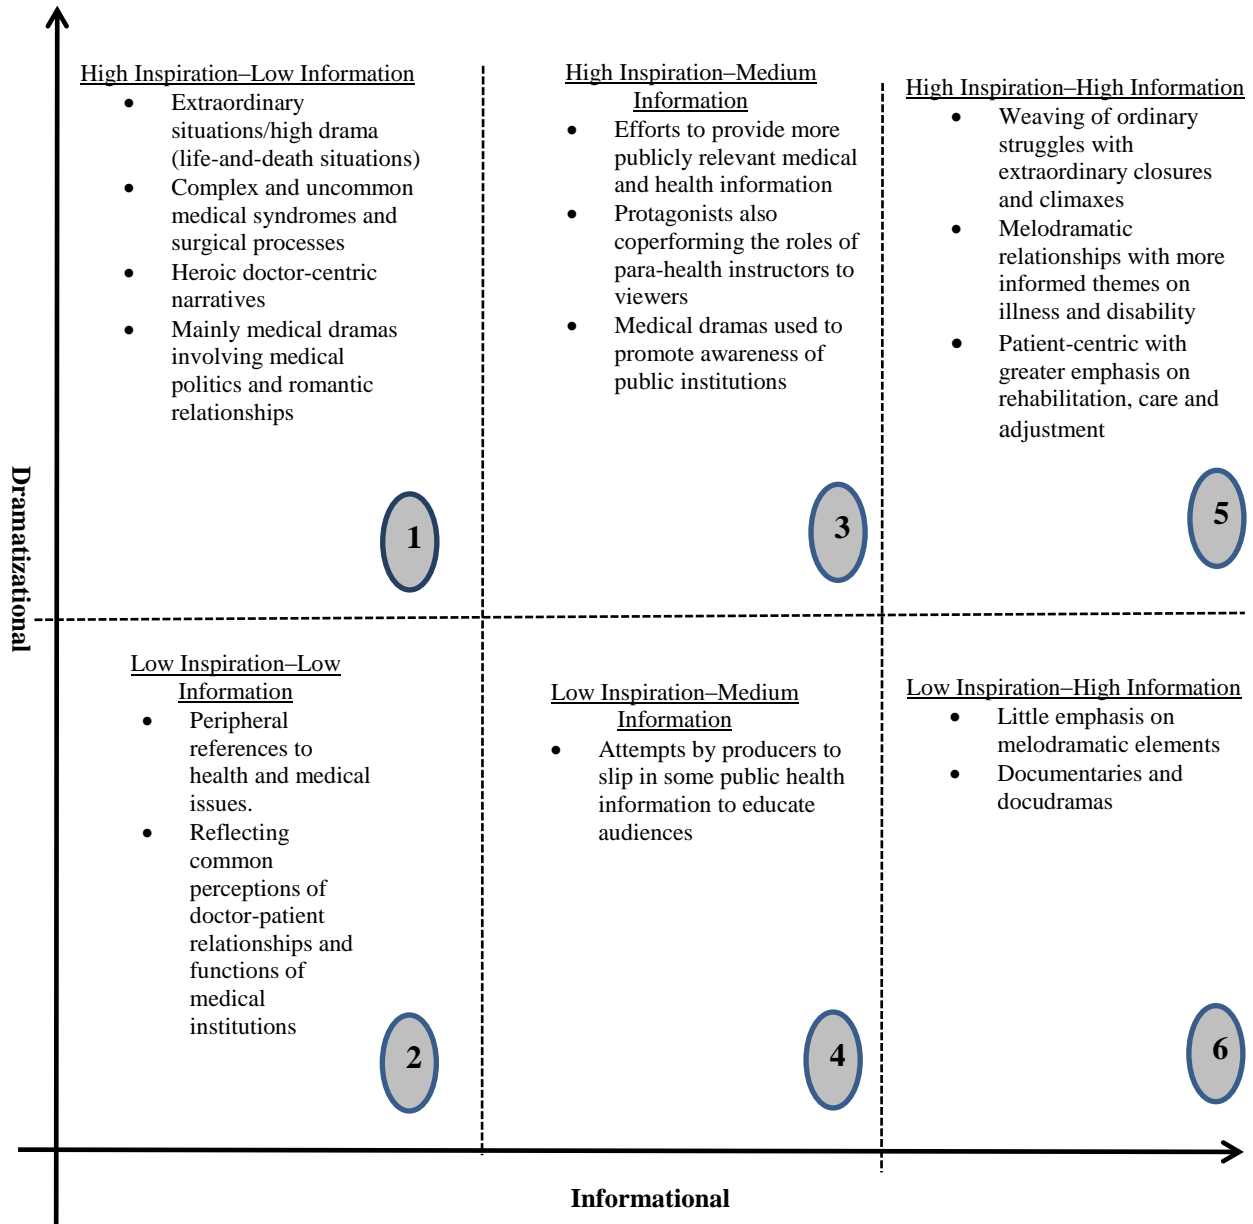 High Inspiration–Low Information
• Extraordinary
situations/high drama
(life-and-death situations)
• Complex and uncommon
medical syndromes and
surgical processes
• Heroic doctor-centric
narratives
• Mainly medical dramas
involving medical
politics and romantic
relationships
1
High Inspiration–Medium
Information
• Efforts to provide more
publicly relevant medical
and health information
• Protagonists also
coperforming the roles of
para-health instructors to
viewers
• Medical dramas used to
promote awareness of
public institutions
3
High Inspiration–High Information
• Weaving of ordinary
struggles with
extraordinary closures
and climaxes
• Melodramatic
relationships with more
informed themes on
illness and disability
• Patient-centric with
greater emphasis on
rehabilitation, care and
adjustment
5
Dramatizational
Low Inspiration–Low
Information
• Peripheral
references to
health and medical
issues.
• Reflecting
common
perceptions of
doctor-patient
relationships and
functions of
medical
institutions
2
Low Inspiration–Medium
Information
• Attempts by producers to
slip in some public health
information to educate
audiences
4
Low Inspiration–High Information
• Little emphasis on
melodramatic elements
• Documentaries and
docudramas
6
Informational